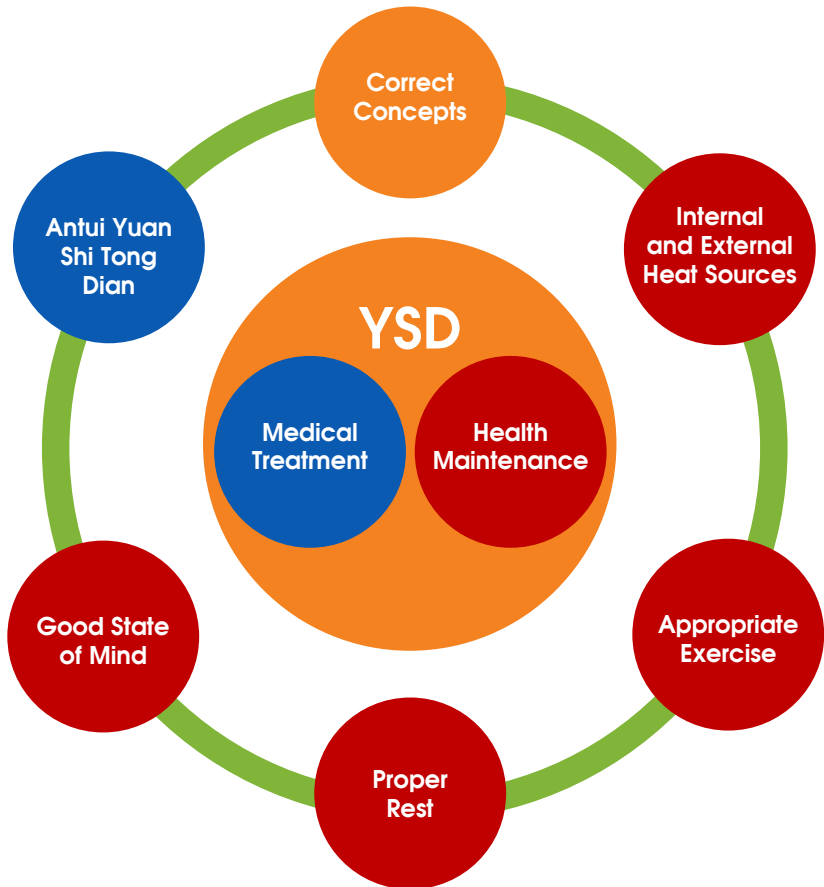 Correct
Concepts
Internal
and External
Heat Sources
Antui Yuan
Shi Tong
Dian
YSD
Medical
Treatment
Health
Maintenance
Good State
of Mind
Appropriate
Exercise
Proper
Rest